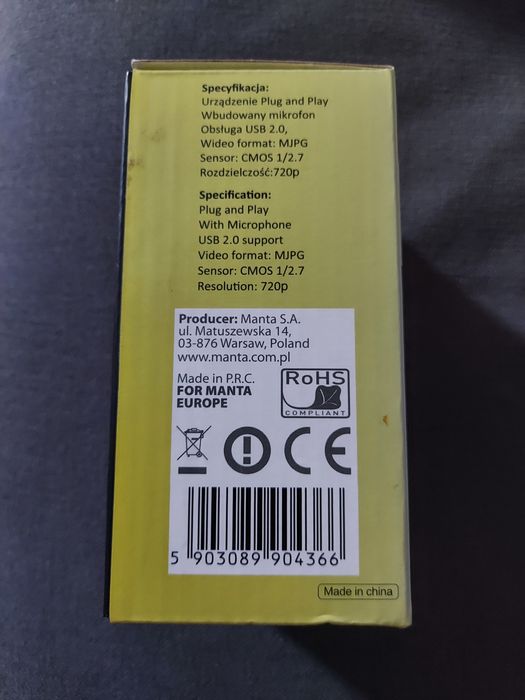 Specyfikacja:
Urządzenie Plug and Play
Wbudowany mikrofon
Obsługa USB 2.0,
Wideo format: MJPG
Sensor: CMOS 1/2.7
Rozdzielczość:720p
Specification:
Plug and Play
With Microphone
USB 2.0 support
Video format: MJPG
Sensor: CMOS 1/2.7
Resolution: 720p
Producer: Manta S.A.
ul. Matuszewska 14,
03-876 Warsaw, Poland
www.manta.com.pl
Made in P.R.C.
FOR MANTA
EUROPE
RoHS
COMPLIANT
CE
5 903089 904366
Made in china